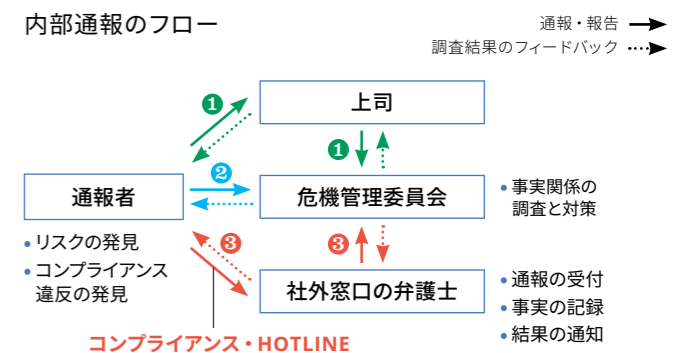 内部通報のフロー
通報・報告
調査結果のフィードバック
❶
上司
❶
❷
通報者
危機管理委員会
• 事実関係の
調査と対策
• リスクの発見
• コンプライアンス
違反の発見
❸
❸
社外窓口の弁護士
• 通報の受付
• 事実の記録
• 結果の通知
コンプライアンス・HOTLINE